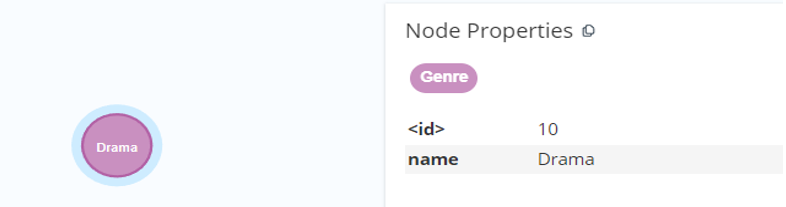 Drama
Node Properties
Genre
<id> 10
name Drama